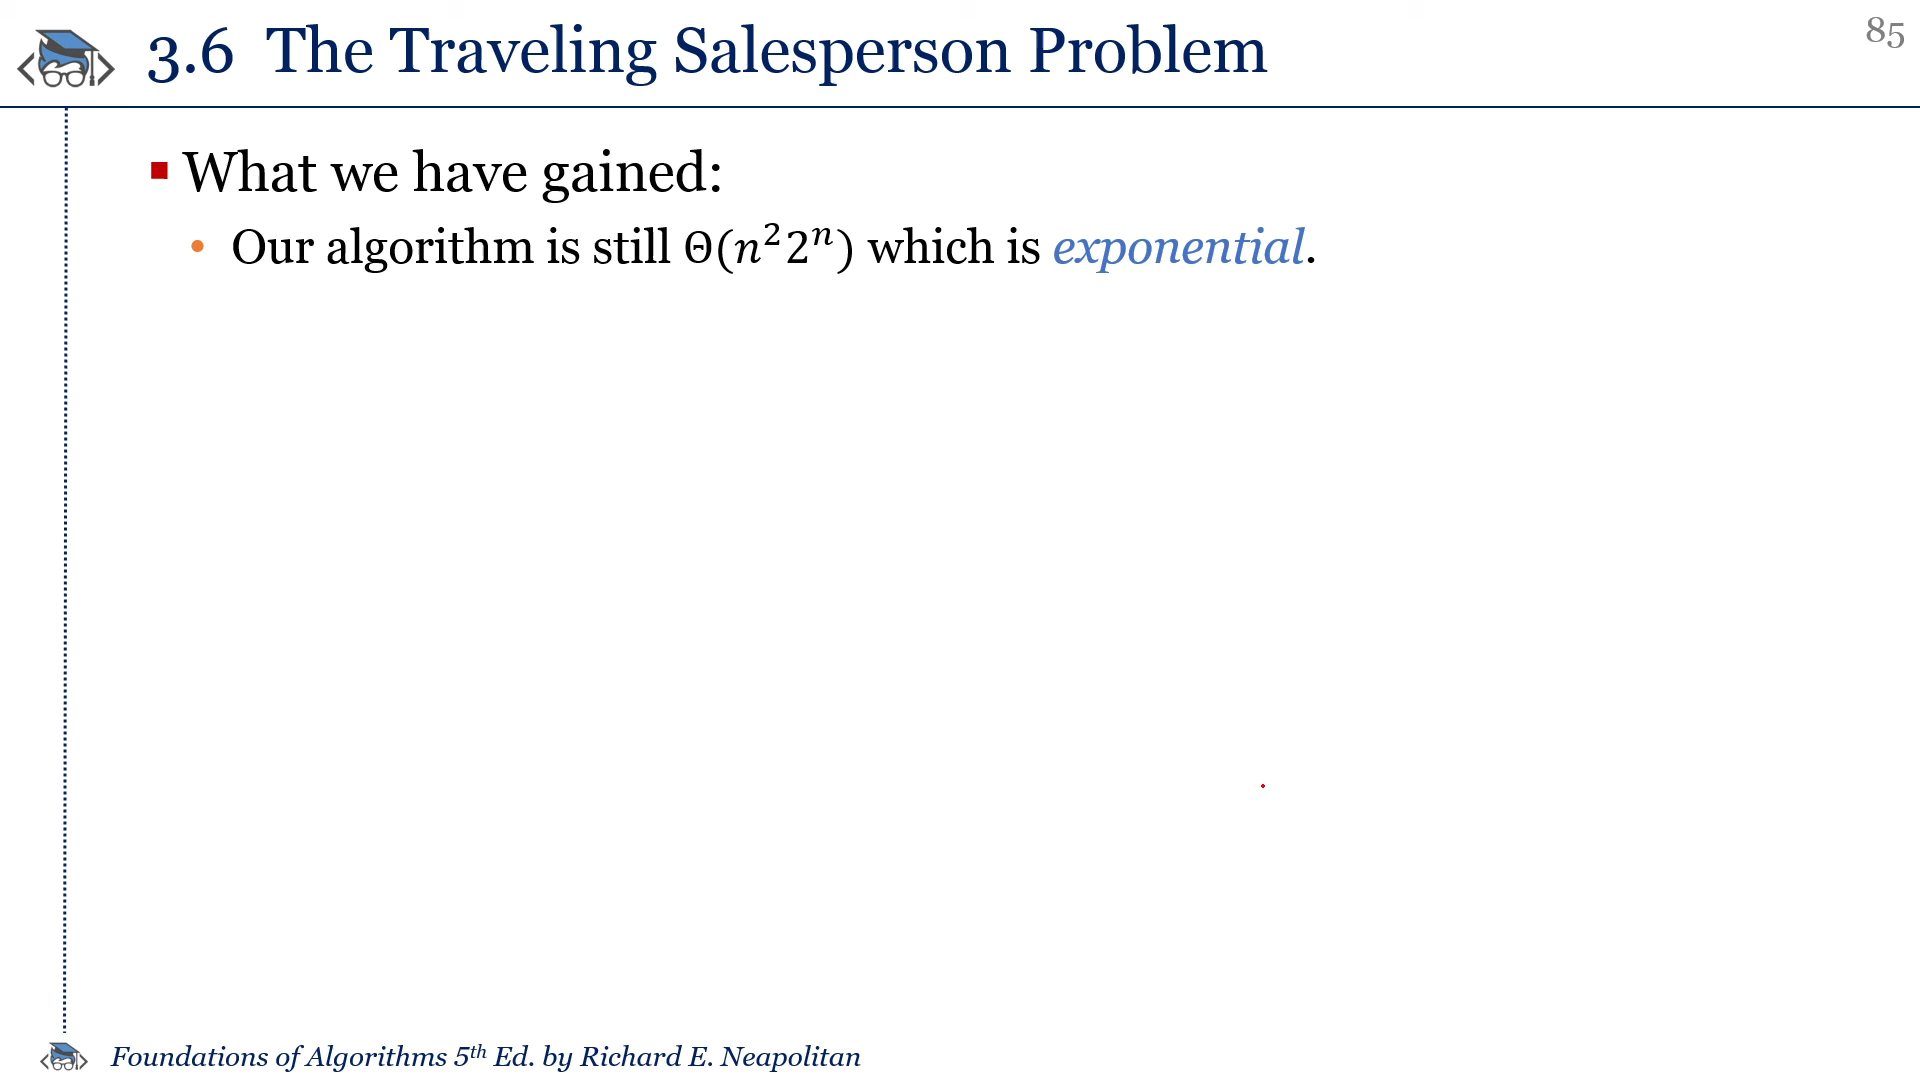 3.6 The Traveling Salesperson Problem
85
What we have gained:
Our algorithm is still Θ(𝑛²2ⁿ) which is exponential.
Foundations of Algorithms 5th Ed. by Richard E. Neapolitan